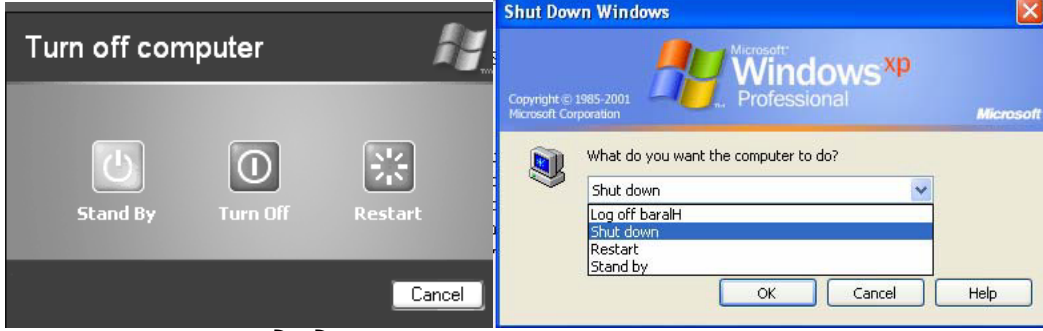 Turn off computer
Stand By
Turn Off
Restart
Cancel
Shut Down Windows
Microsoft
Windows xp
Professional
Copyright © 1985-2001
Microsoft Corporation
Microsoft
What do you want the computer to do?
Shut down
Log off baralH
Shut down
Restart
Stand by
OK
Cancel
Help